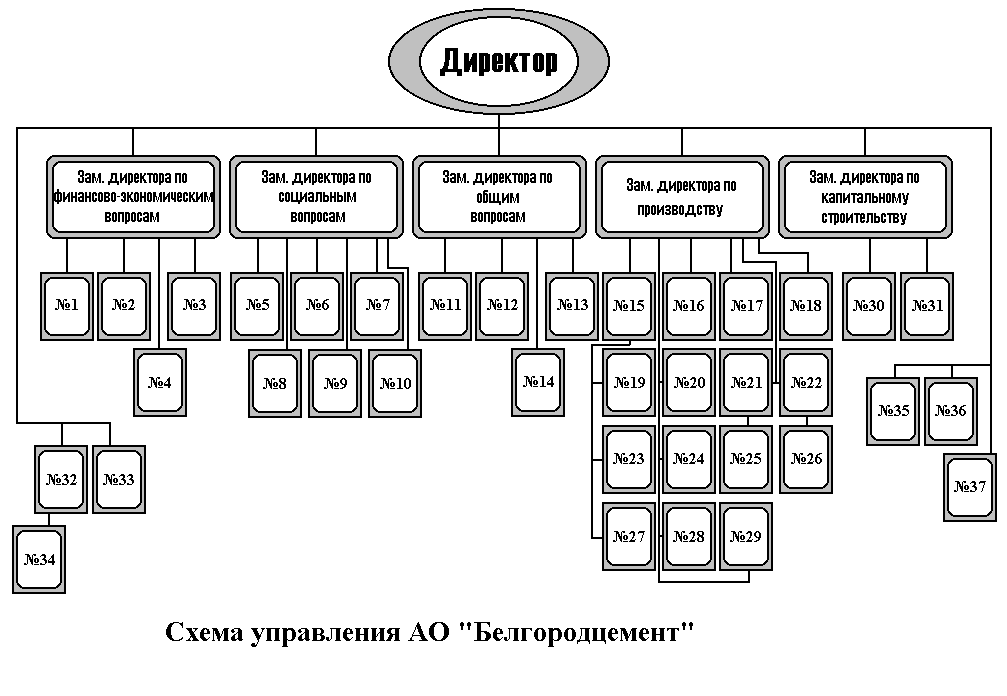 Директор
Зам. директора по
финансово-экономическим
вопросам
Зам. директора по
социальным
вопросам
Зам. директора по
общим
вопросам
Зам. директора по
производству
Зам. директора по
капитальному
строительству
№1 №2 №3 №5 №6 №7 №11 №12 №13 №15 №16 №17 №18 №30 №31
№4 №8 №9 №10 №14 №19 №20 №21 №22
№35 №36
№32 №33 №23 №24 №25 №26
№37
№34 №27 №28 №29
Схема управления АО "Белгородцемент"